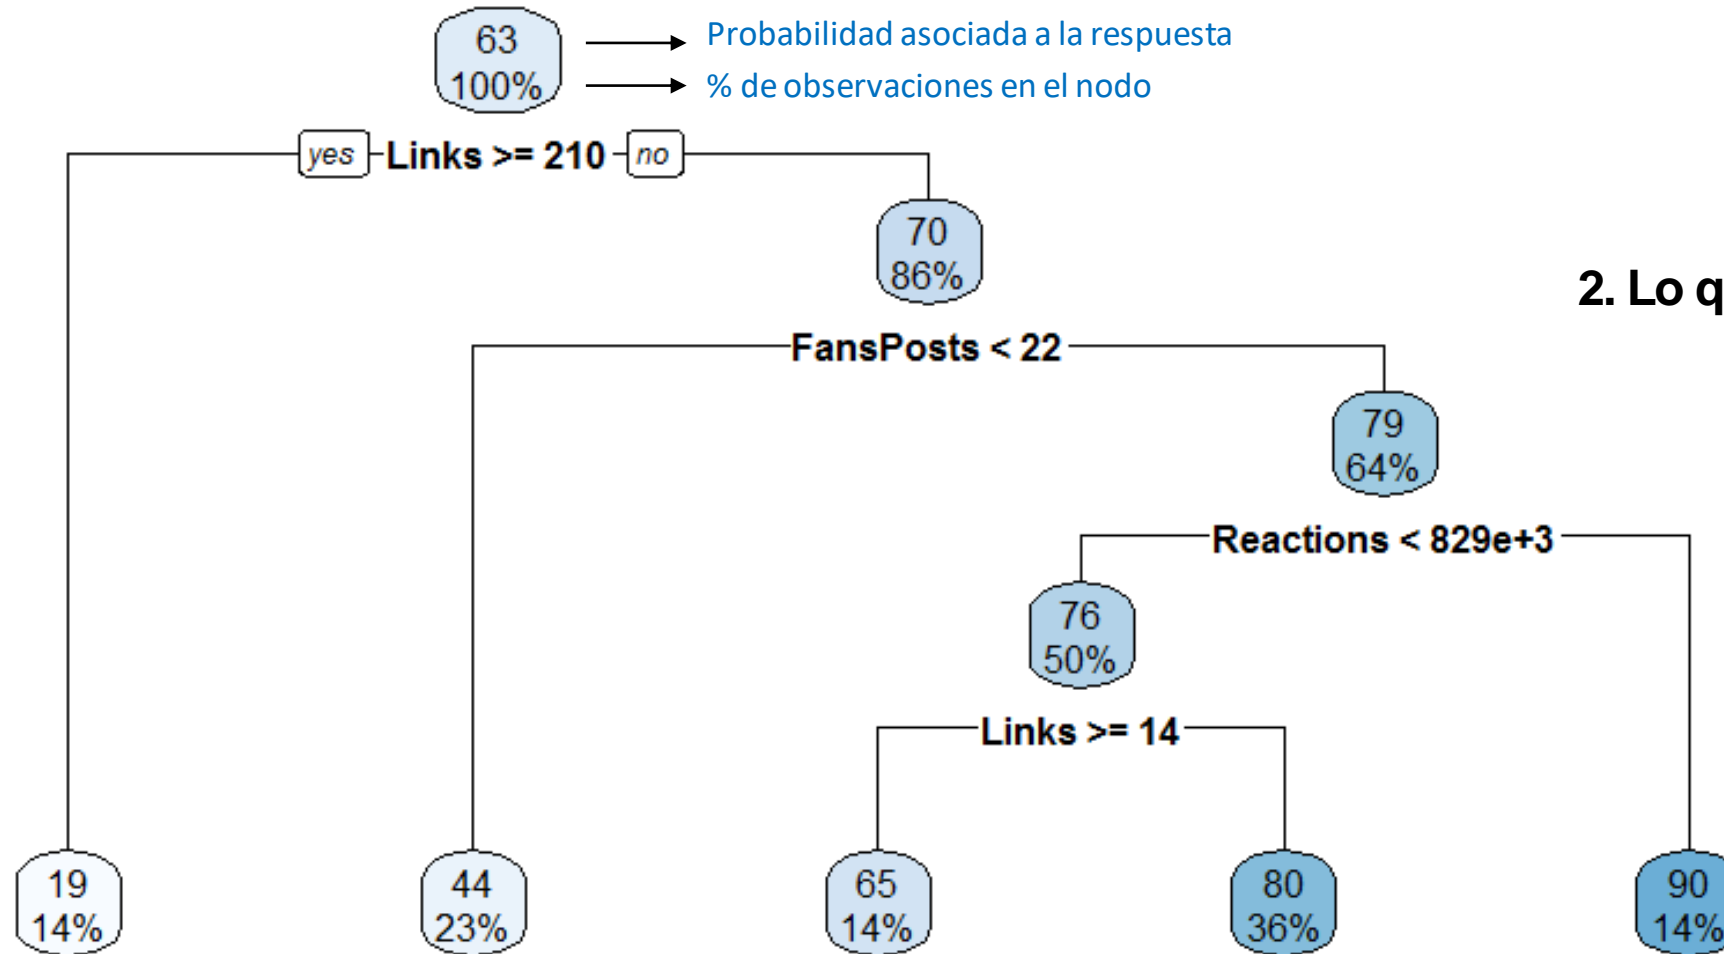 63
100%
Probabilidad asociada a la respuesta
% de observaciones en el nodo
yes Links >= 210 no
70
86%
2. Lo q
FansPosts < 22
79
64%
Reactions < 829e+3
76
50%
Links >= 14
19
14%
44
23%
65
14%
80
36%
90
14%